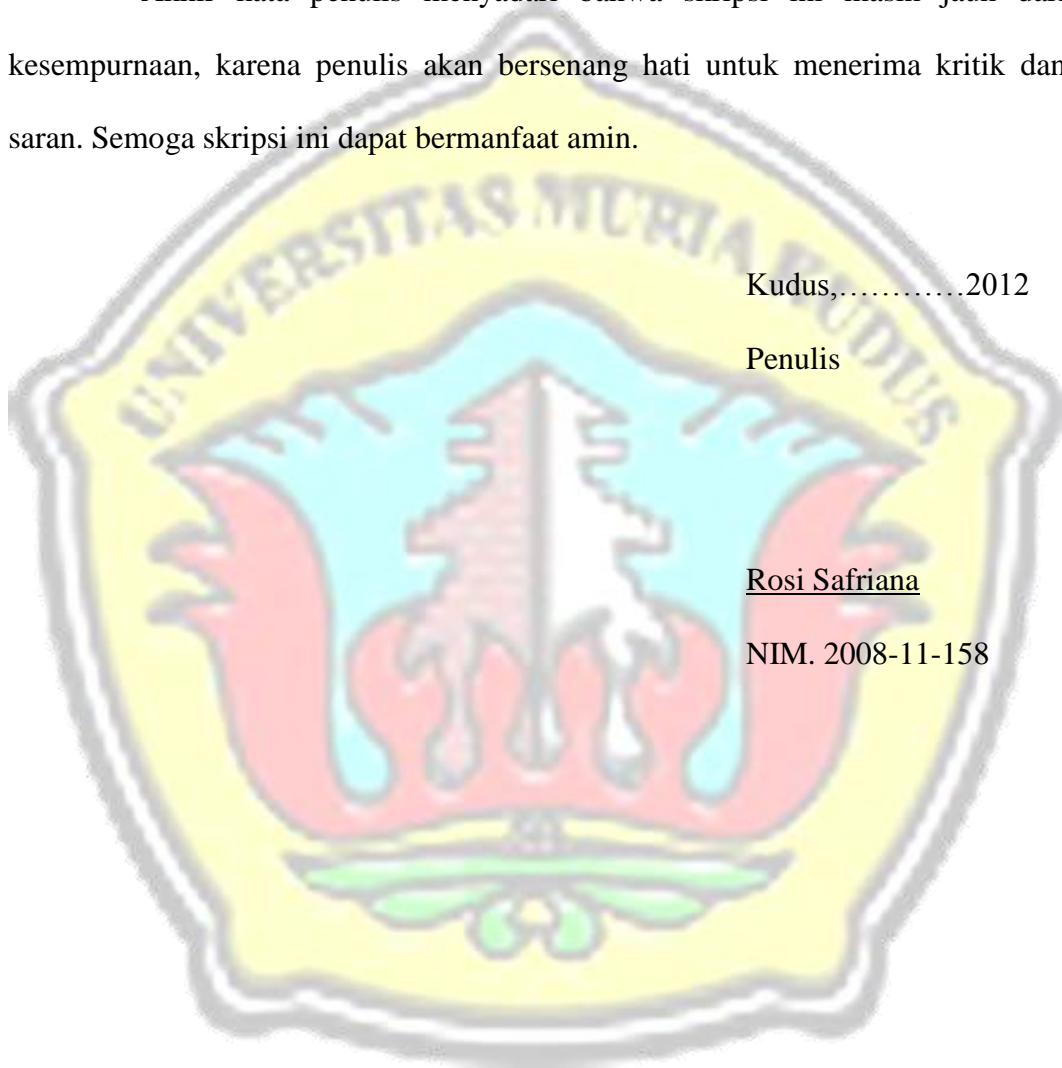 Akhir kata penulis menyadari bahwa skripsi ini masih jauh dari
kesempurnaan, karena penulis akan bersenang hati untuk menerima kritik dan
saran. Semoga skripsi ini dapat bermanfaat amin.
UNIVERSITAS MURIA KUDUS
Kudus,…………2012
Penulis
Rosi Safriana
NIM. 2008-11-158